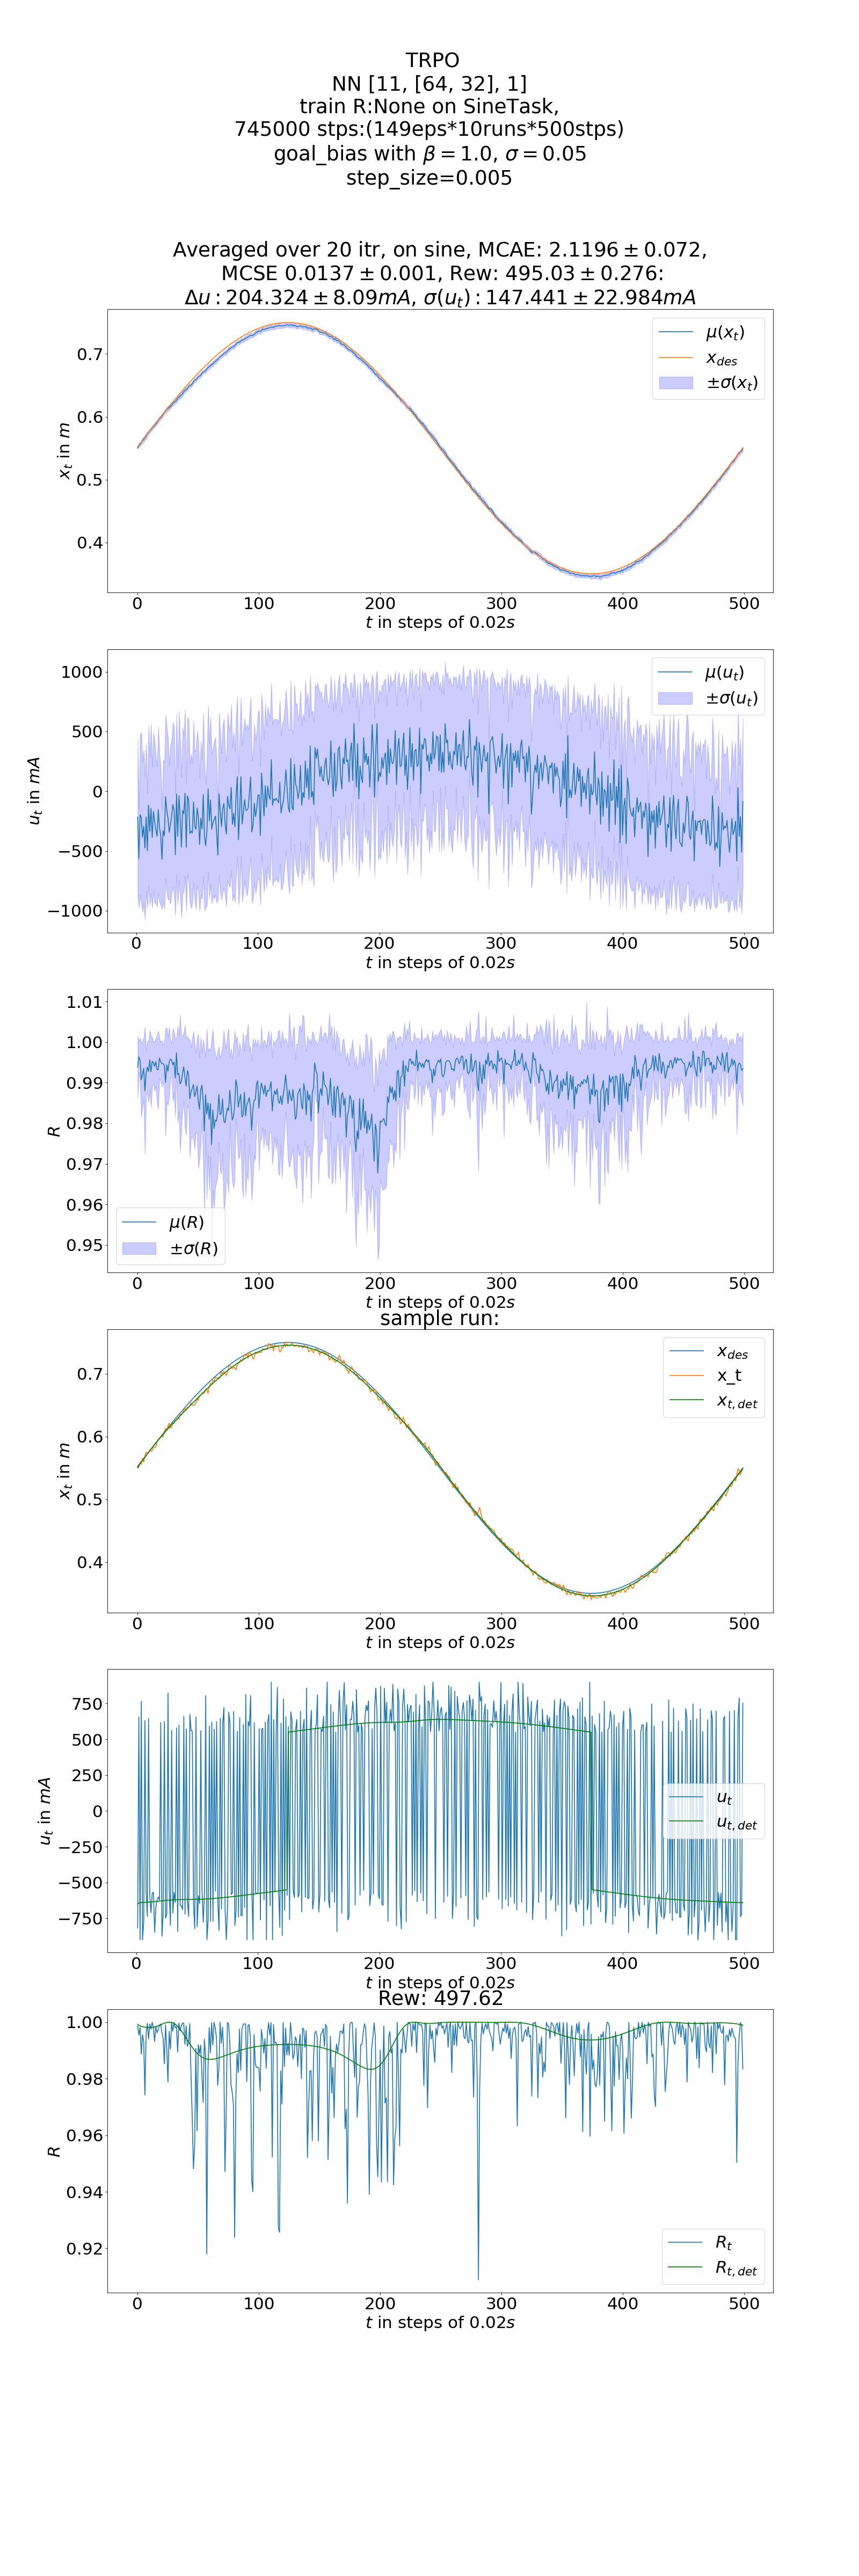 TRPO
NN [11, [64, 32], 1]
train R:None on SineTask,
745000 stps:(149eps*10runs*500stps)
goal_bias with β = 1.0, σ = 0.05
step_size=0.005
Averaged over 20 itr, on sine, MCAE: 2.1196 ± 0.072,
MCSE 0.0137 ± 0.001, Rew: 495.03 ± 0.276:
Δu : 204.324 ± 8.09mA, σ(u_t) : 147.441 ± 22.984mA
μ(x_t)
x_des
±σ(x_t)
x_t in m
0.7
0.6
0.5
0.4
0 100 200 300 400 500
t in steps of 0.02s
μ(u_t)
±σ(u_t)
u_t in mA
1000
500
0
−500
−1000
0 100 200 300 400 500
t in steps of 0.02s
R
1.01
1.00
0.99
0.98
0.97
0.96
0.95
μ(R)
±σ(R)
0 100 200 300 400 500
t in steps of 0.02s
sample run:
x_des
x_t
x_t,det
x_t in m
0.7
0.6
0.5
0.4
0 100 200 300 400 500
t in steps of 0.02s
u_t in mA
750
500
250
0
−250
−500
−750
u_t
u_t,det
0 100 200 300 400 500
t in steps of 0.02s
Rew: 497.62
R
1.00
0.98
0.96
0.94
0.92
R_t
R_t,det
0 100 200 300 400 500
t in steps of 0.02s